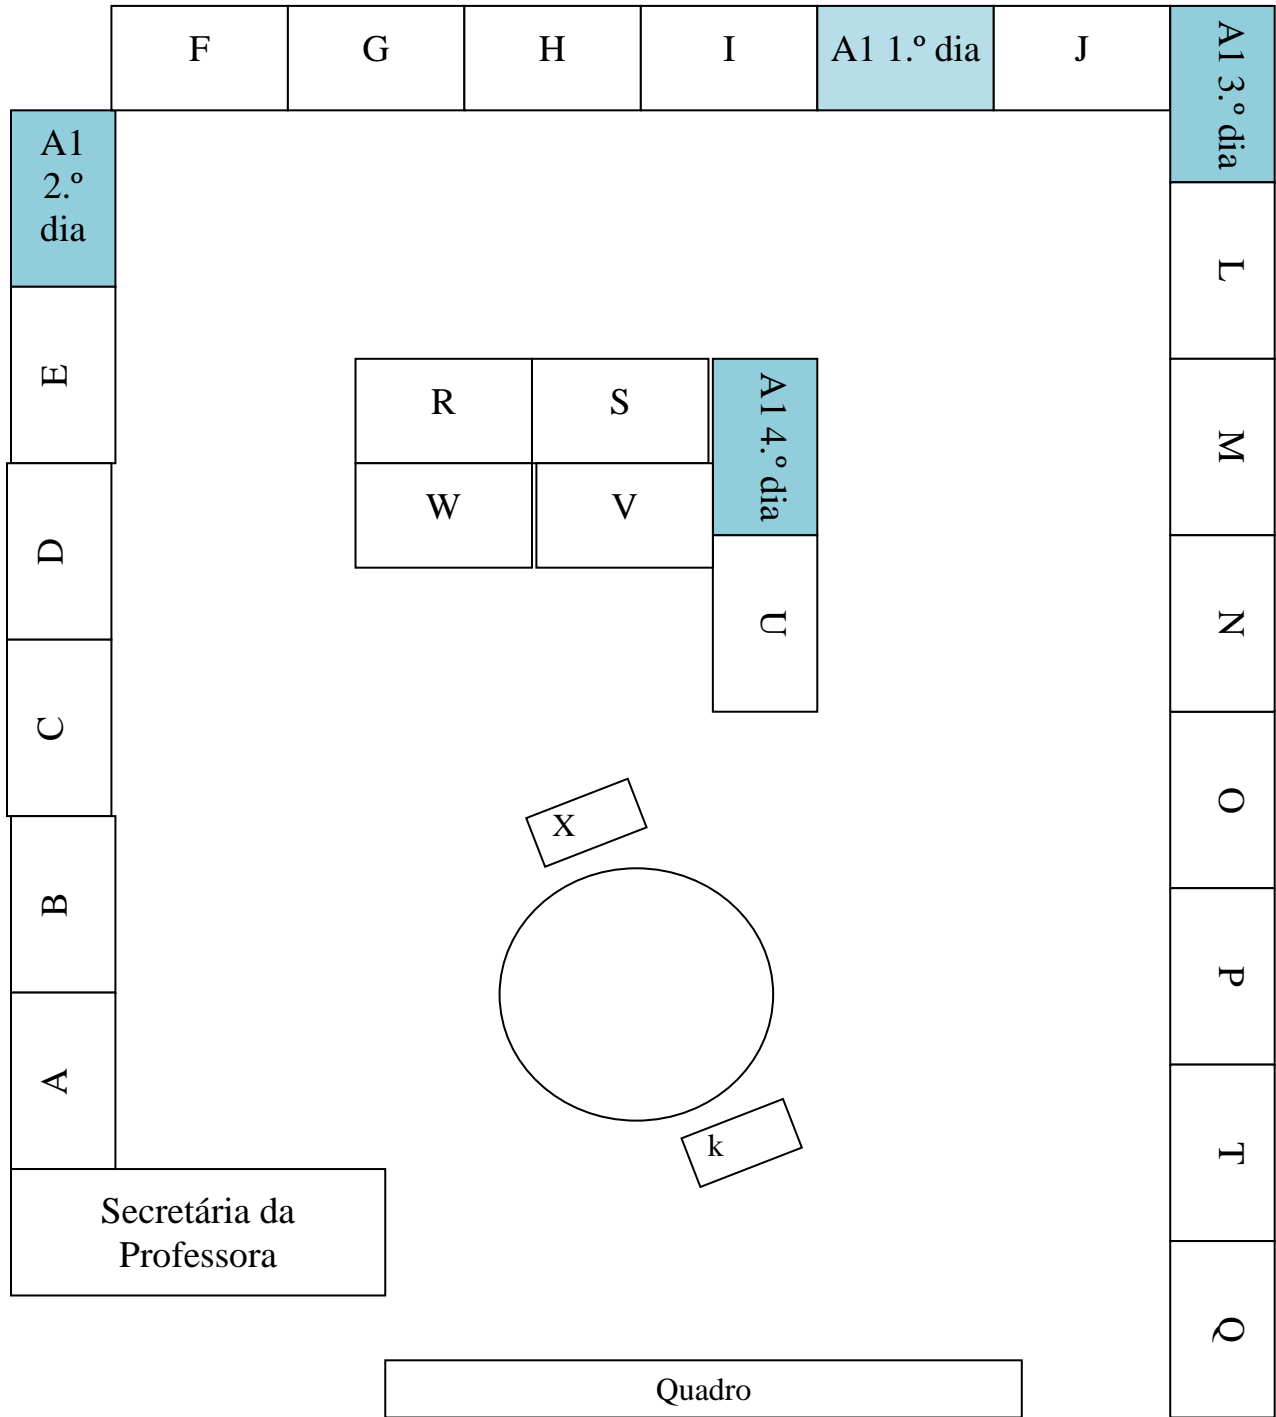 F
G
H
I
A1 1.º dia
J
A1 3.º dia
A1
2.º
dia
L
E
R
S
A1 4.º dia
M
W
V
D
N
U
C
O
X
B
P
A
k
T
Secretária da
Professora
Q
Quadro